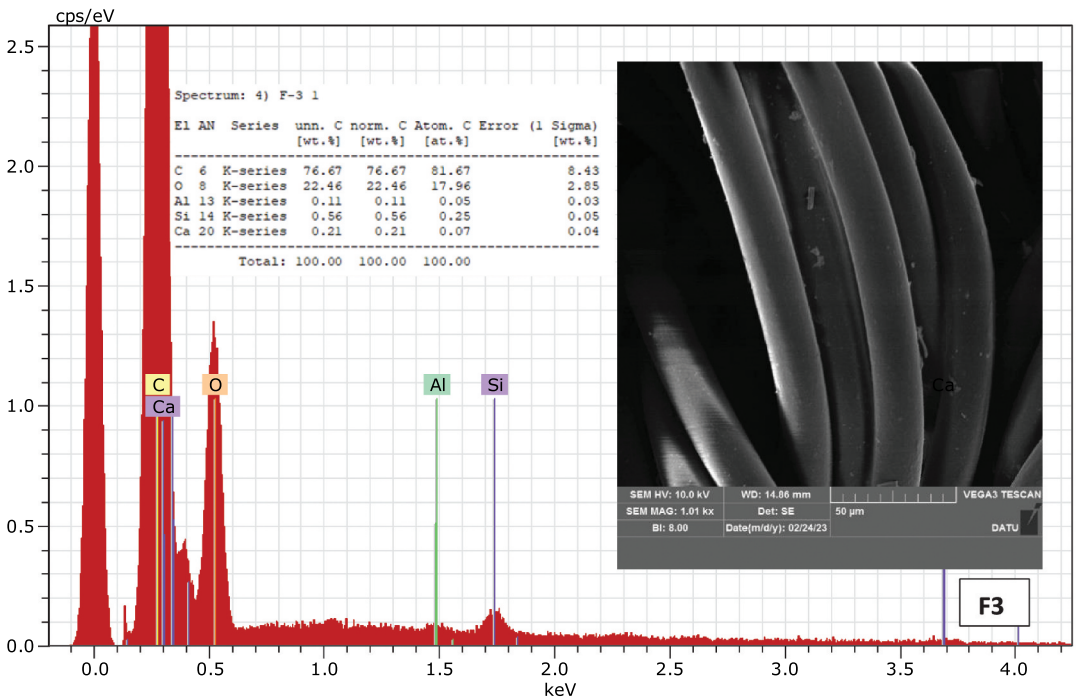 cps/eV
2.5
2.0
1.5
1.0
0.5
0.0
Spectrum: 4) F-3 1
El AN Series unn. C norm. C Atom. C Error (1 Sigma)
[wt.%] [wt.%] [at.%] [wt.%]
C 6 K-series 76.67 76.67 81.67 8.43
O 8 K-series 22.46 22.46 17.96 2.85
Al 13 K-series 0.11 0.11 0.05 0.03
Si 14 K-series 0.56 0.56 0.25 0.05
Ca 20 K-series 0.21 0.21 0.07 0.04
Total: 100.00 100.00 100.00
C
Ca
O
Al
Si
Ca
SEM HV: 10.0 kV WD: 14.86 mm VEGA3 TESCAN
SEM MAG: 1.01 kx Det: SE 50 µm
BI: 8.00 Date(m/d/y): 02/24/23 DATU
F3
0.0 0.5 1.0 1.5 2.0 2.5 3.0 3.5 4.0
keV